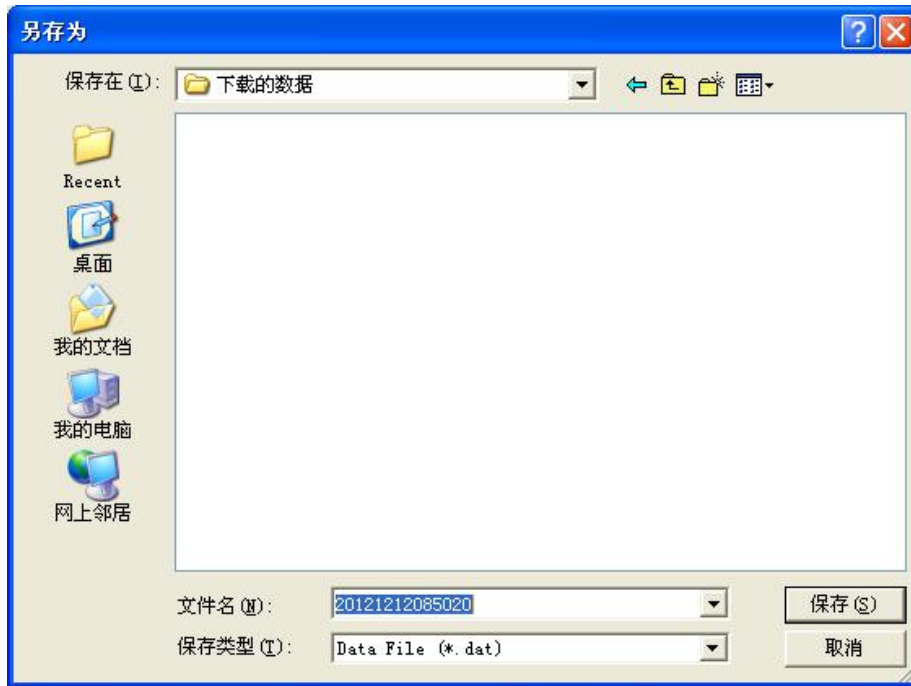 另存为
保存在(I):
下载的数据
Recent
桌面
我的文档
我的电脑
网上邻居
文件名(N):
20121212085020
保存(S)
保存类型(T):
Data File (*.dat)
取消